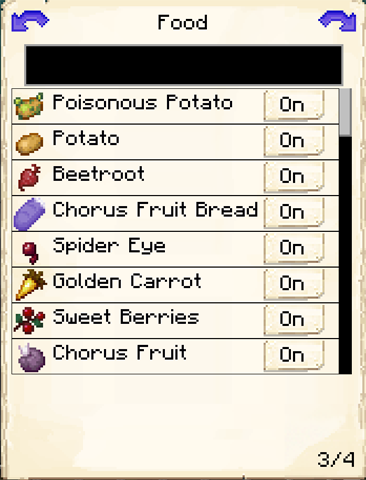 Food
Poisonous Potato On
Potato On
Beetroot On
Chorus Fruit Bread On
Spider Eye On
Golden Carrot On
Sweet Berries On
Chorus Fruit On
3/4